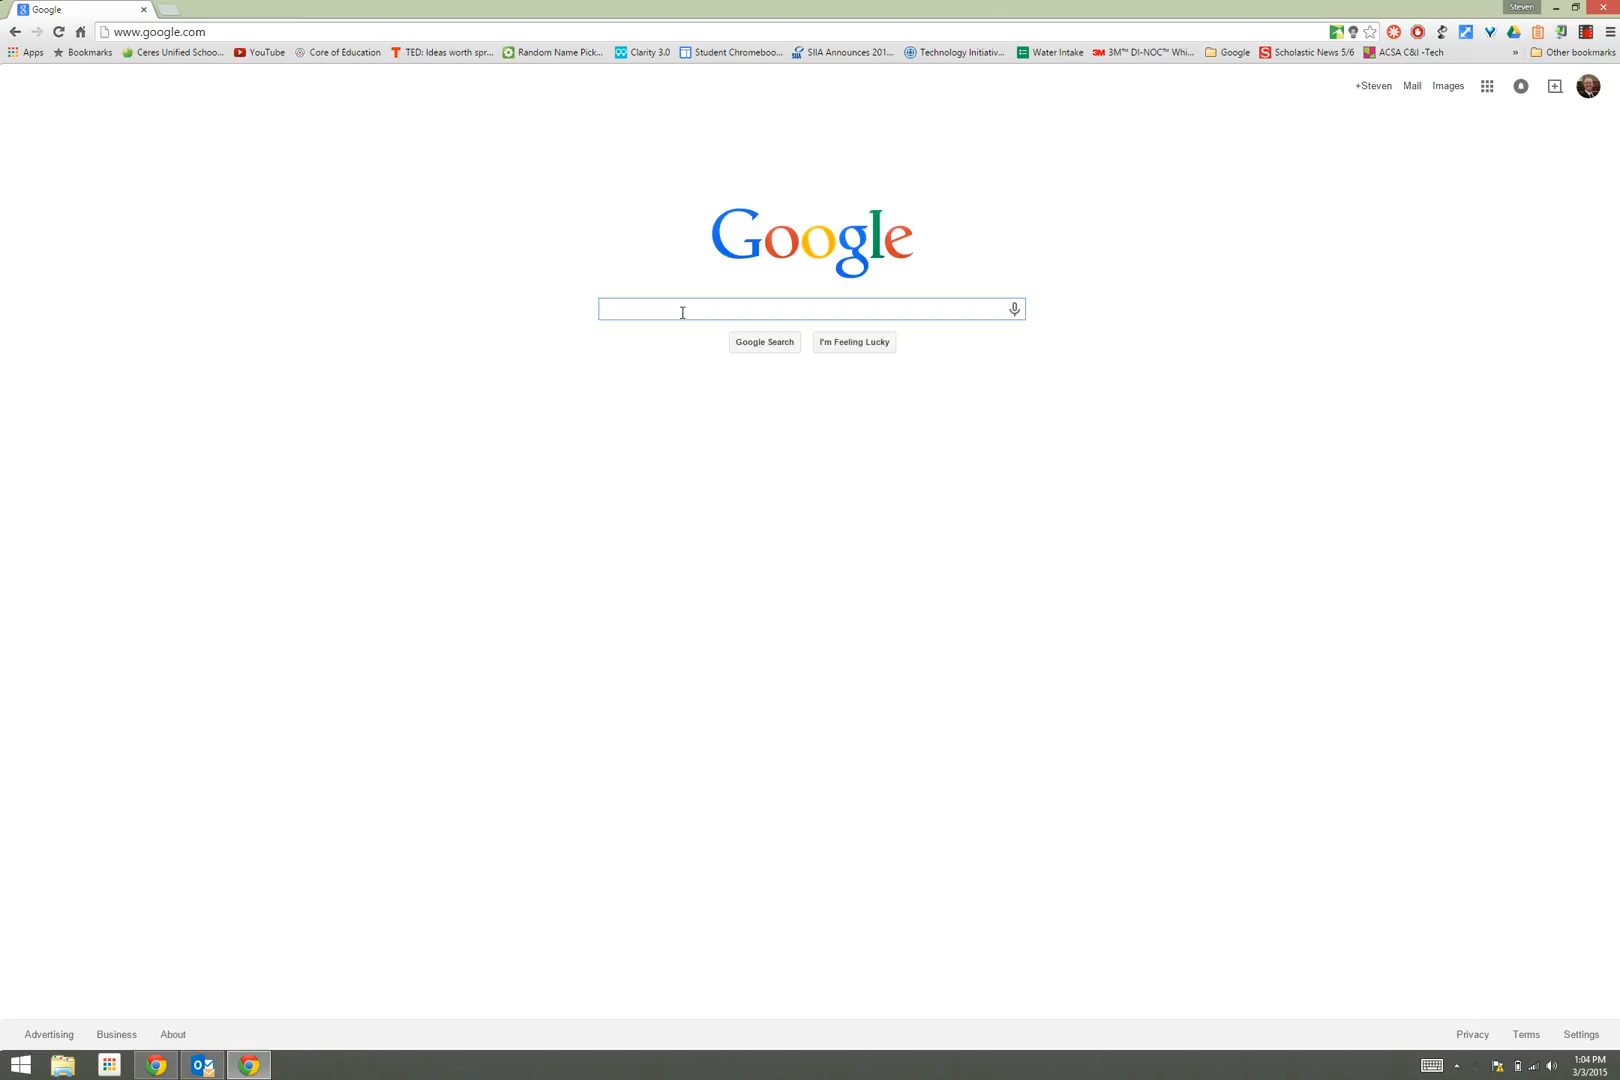 Google
Steven
www.google.com
Apps Bookmarks Ceres Unified Schoo... YouTube Core of Education TED: Ideas worth spr... Random Name Pick... Clarity 3.0 Student Chromeboo... SIIA Announces 201... Technology Initiativ... Water Intake 3M 3M™ DI-NOC™ Whi... Google Scholastic News 5/6 ACSA C&I -Tech » Other bookmarks
+Steven Mail Images
Google
Google Search I'm Feeling Lucky
Advertising Business About Privacy Terms Settings
1:04 PM
3/3/2015